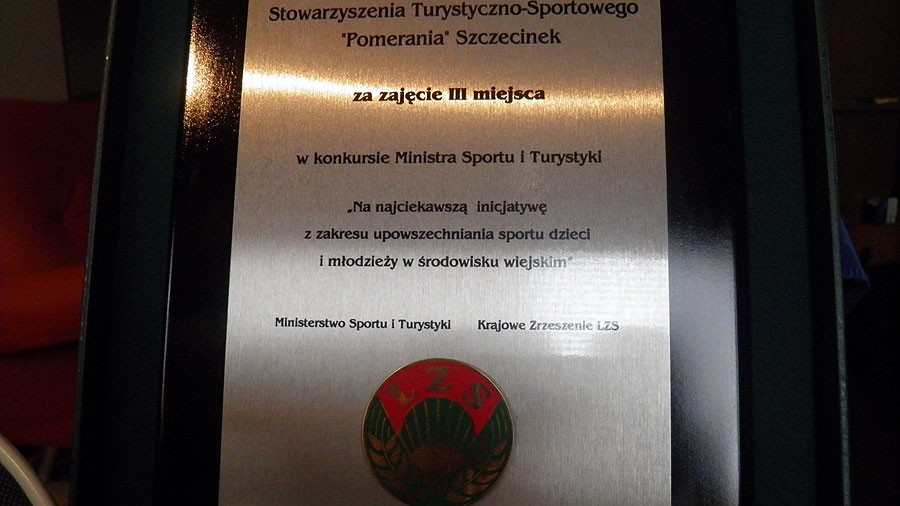 Stowarzyszenia Turystyczno-Sportowego
"Pomerania" Szczecinek
za zajęcie III miejsca
w konkursie Ministra Sportu i Turystyki
„Na najciekawszą inicjatywę
z zakresu upowszechniania sportu dzieci
i młodzieży w środowisku wiejskim"
Ministerstwo Sportu i Turystyki Krajowe Zrzeszenie LZS
LZS